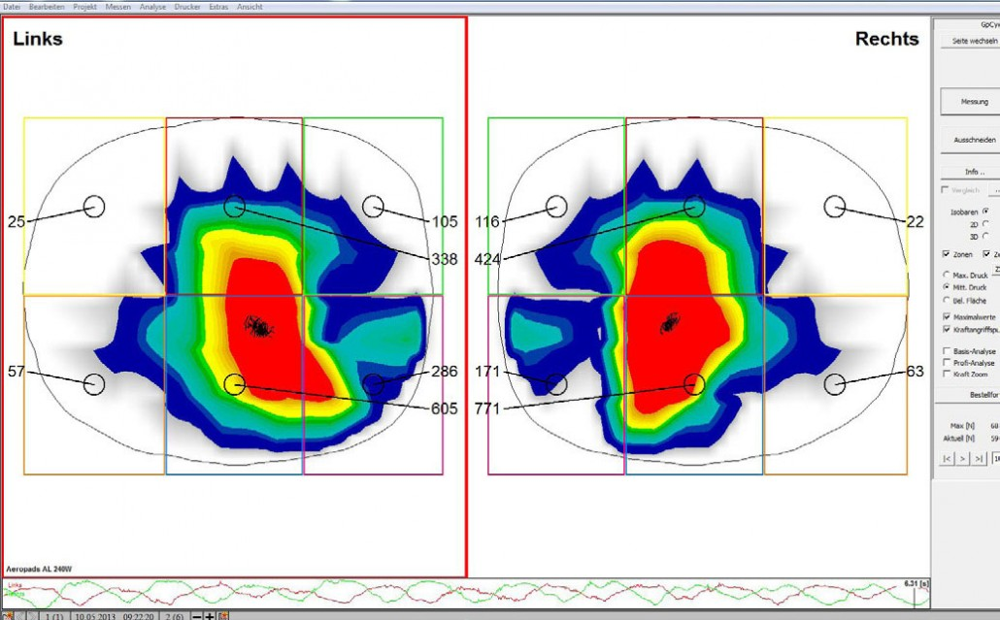 Datei Bearbeiten Projekt Messen Analyse Drucker Extras Ansicht
Links
Rechts
25
105
338
57
286
605
116
424
22
171
771
63
Aeropads AL 240W
Links
6.31 [s]
1 (1) 10.05.2013 09:22:20 2 (6)
Seite wechseln
Messung
Ausschneiden
Info ..
Vergleich
Isobaren
2D
3D
Zonen
Max. Druck
Mitt. Druck
Bel. Fläche
Maximalwerte
Kraftangriffspu
Basis-Analyse
Profi-Analyse
Kraft Zoom
Bestellfor
Max [N]
Aktuell [N]
|< > >|